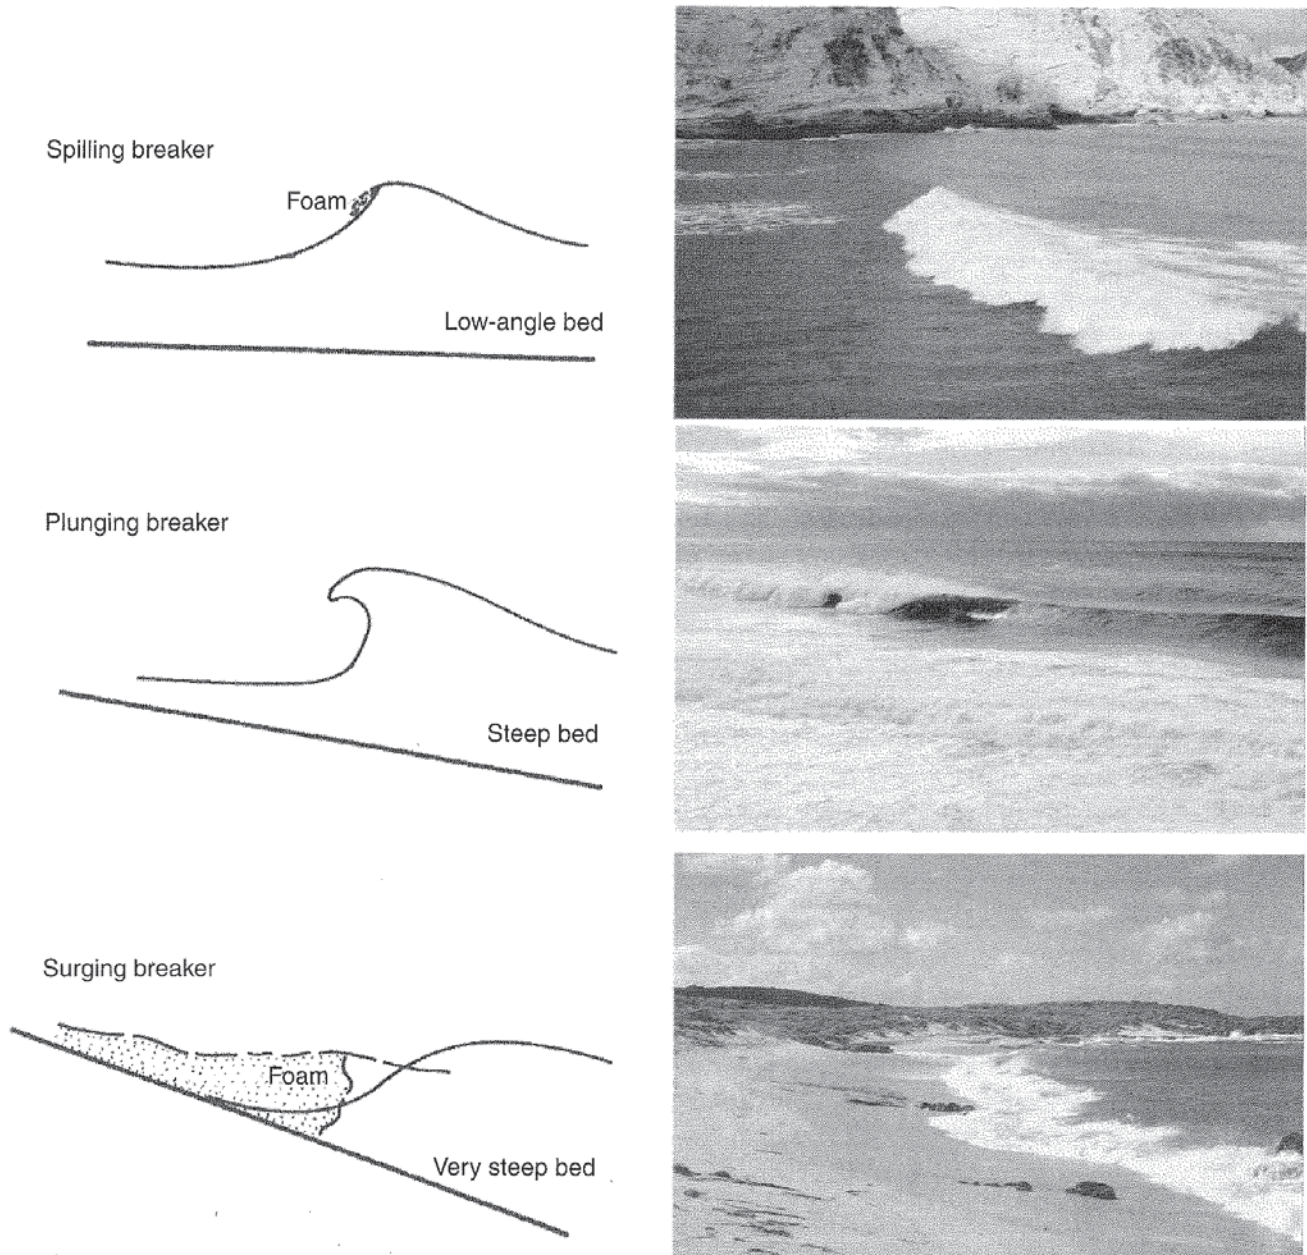 Spilling breaker
Foam
Low-angle bed
Plunging breaker
Steep bed
Surging breaker
Foam
Very steep bed